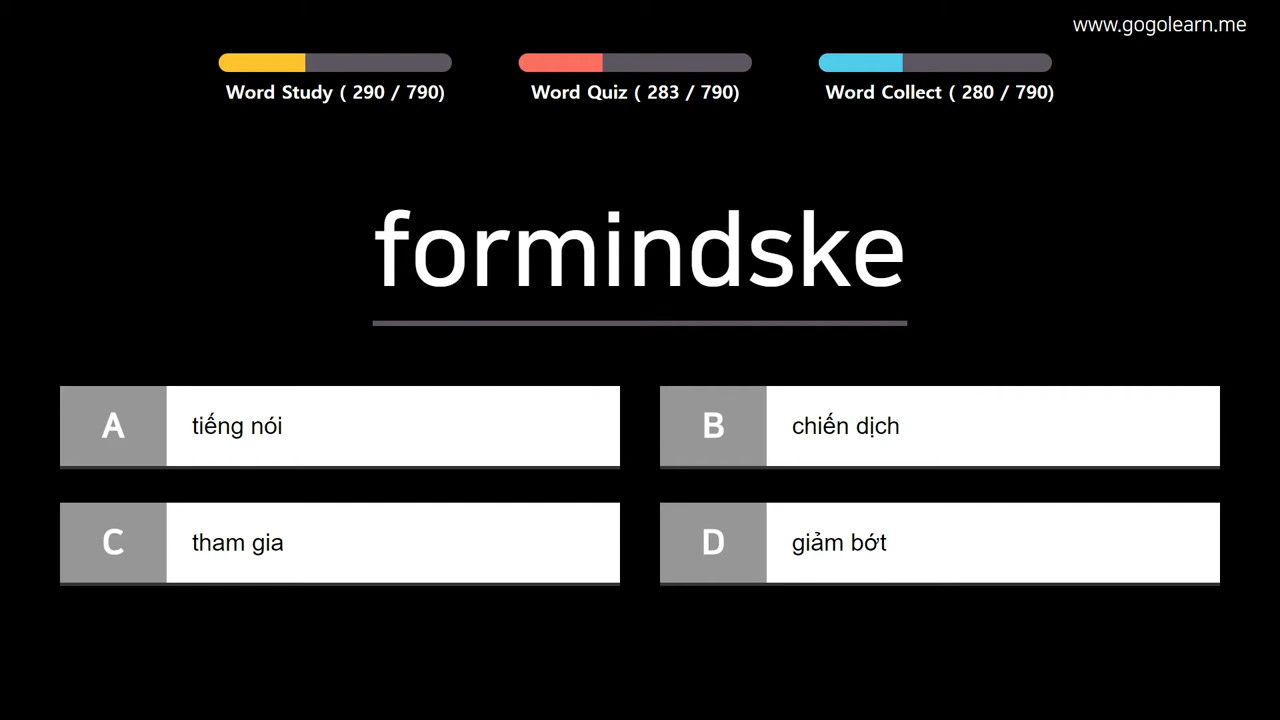 www.gogolearn.me
Word Study ( 290 / 790)
Word Quiz ( 283 / 790)
Word Collect ( 280 / 790)
formindske
A tiếng nói
B chiến dịch
C tham gia
D giảm bớt